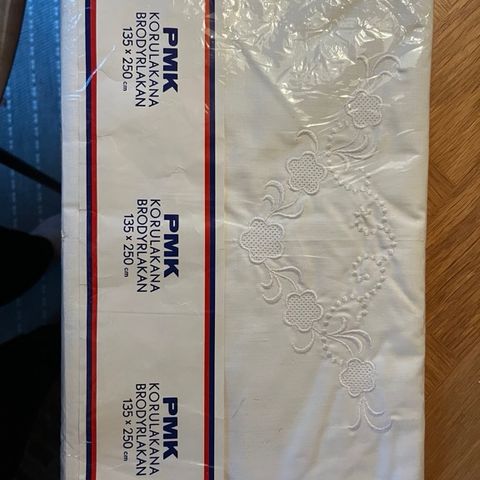 PMK
KORULAKANA
BRODYRLAKAN
135 x 250 cm
PMK
KORULAKANA
BRODYRLAKAN
135 x 250 cm
PMK
KORULAKANA
BRODYRLAKAN
135 x 250 cm